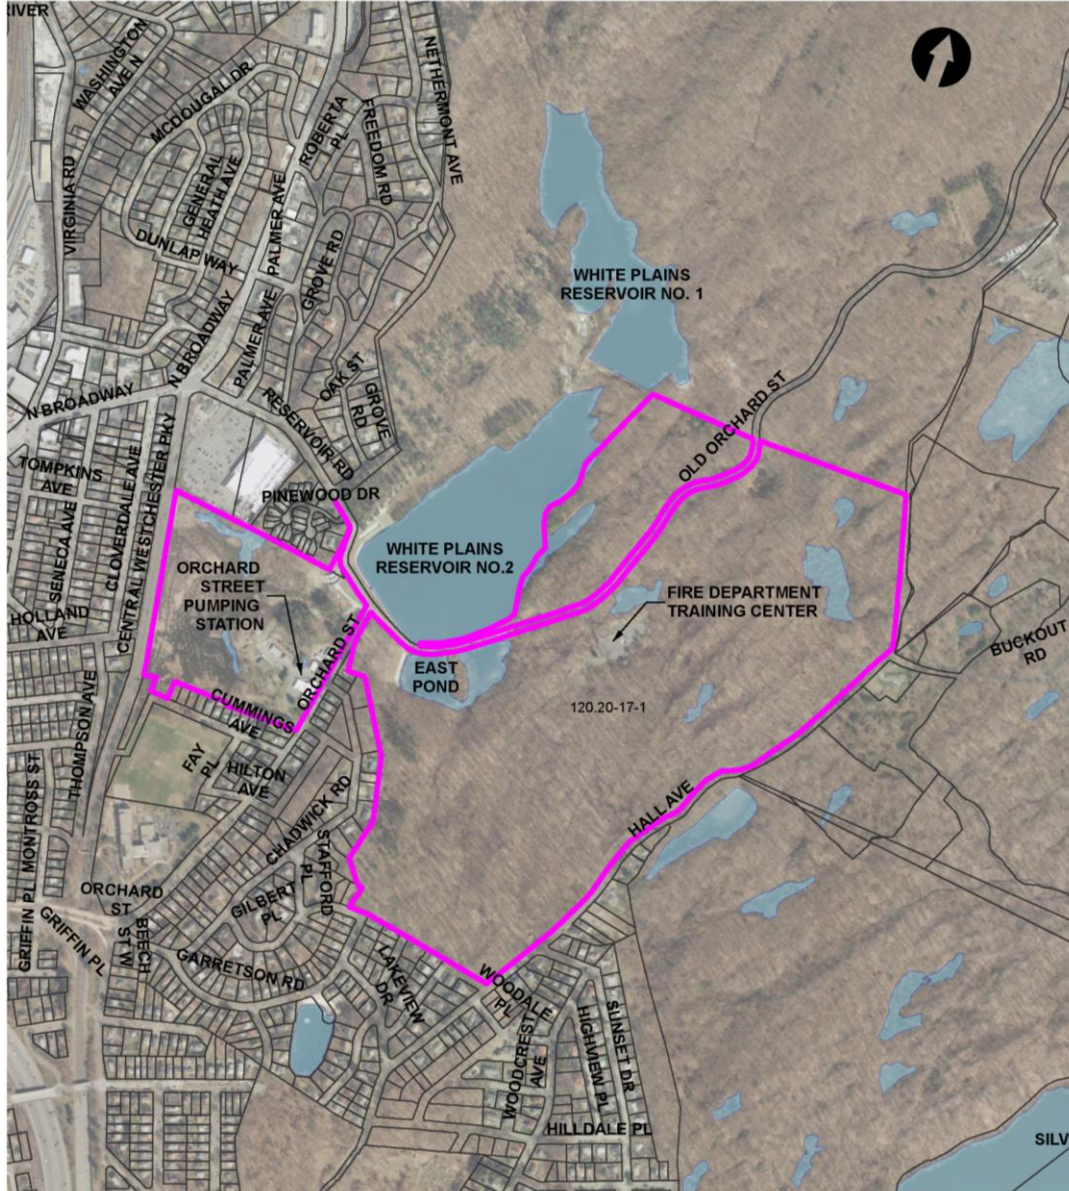 RIVER
WASHINGTON
AVE N
MCDOUGAL DR
NETHERMONT AVE
ROBERTA
PL
FREEDOM RD
VIRGINIA RD
GENERAL
HEATH AVE
DUNLAP WAY
PALMER AVE
GROVE RD
WHITE PLAINS
RESERVOIR NO. 1
N BROADWAY
PALMER AVE
OAK ST
GROVE
RD
N BROADWAY
RESERVOIR RD
OLD ORCHARD ST
TOMPKINS
AVE
SENECA AVE
CLOVERDALE AVE
CENTRAL WESTCHESTER PKY
PINEWOOD DR
WHITE PLAINS
RESERVOIR NO.2
ORCHARD
STREET
PUMPING
STATION
FIRE DEPARTMENT
TRAINING CENTER
HOLLAND
AVE
ORCHARD ST
BUCKOUT
RD
EAST
POND
120.20-17-1
CUMMINGS
AVE
THOMPSON AVE
FAY
PL
HILTON
AVE
MONTROSS ST
GRIFFIN PL
CHADWICK RD
HALL AVE
STAFFORD
PL
GILBERT
PL
ORCHARD
ST
GRIFFIN PL
BEECH
ST W
GARRETSON RD
LAKEVIEW
DR
WOODALE
PL
WOODCREST
AVE
HIGHVIEW PL
SUNSET DR
HILLDALE PL
SILV